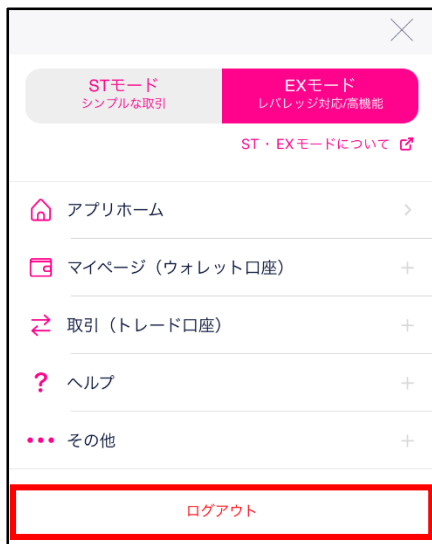 STモード
シンプルな取引
EXモード
レバレッジ対応/高機能
ST・EXモードについて
アプリホーム
マイページ（ウォレット口座）
取引（トレード口座）
ヘルプ
その他
ログアウト